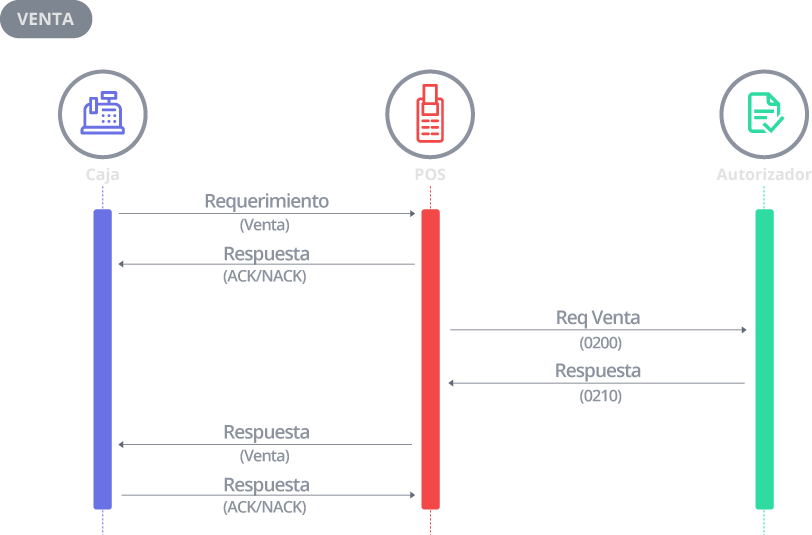 VENTA
Caja
POS
Autorizador
Requerimiento
(Venta)
Respuesta
(ACK/NACK)
Req Venta
(0200)
Respuesta
(0210)
Respuesta
(Venta)
Respuesta
(ACK/NACK)